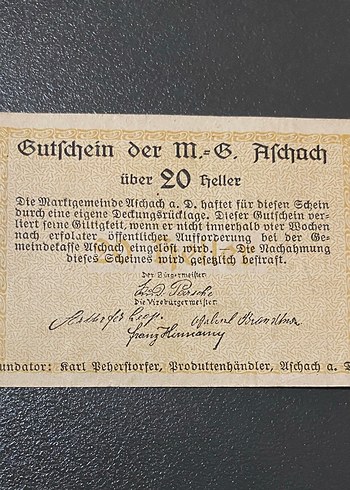 Gutschein der M.=G. Aschach
über 20 Heller
Die Marktgemeinde Aschach a. D. haftet für diesen Schein
durch eine eigene Deckungsrücklage. Dieser Gutschein ver-
liert seine Giltigkeit, wenn er nicht innerhalb vier Wochen
nach erfolgter öffentlicher Aufforderung bei der Ge-
meindekasse Aschach eingelöst wird. — Die Nachahmung
dieses Scheines wird gesetzlich bestraft.
Der Bürgermeister:
Die Vizebürgermeister:
undator: Karl Peherstorfer, Produktenhändler, Aschach a. D